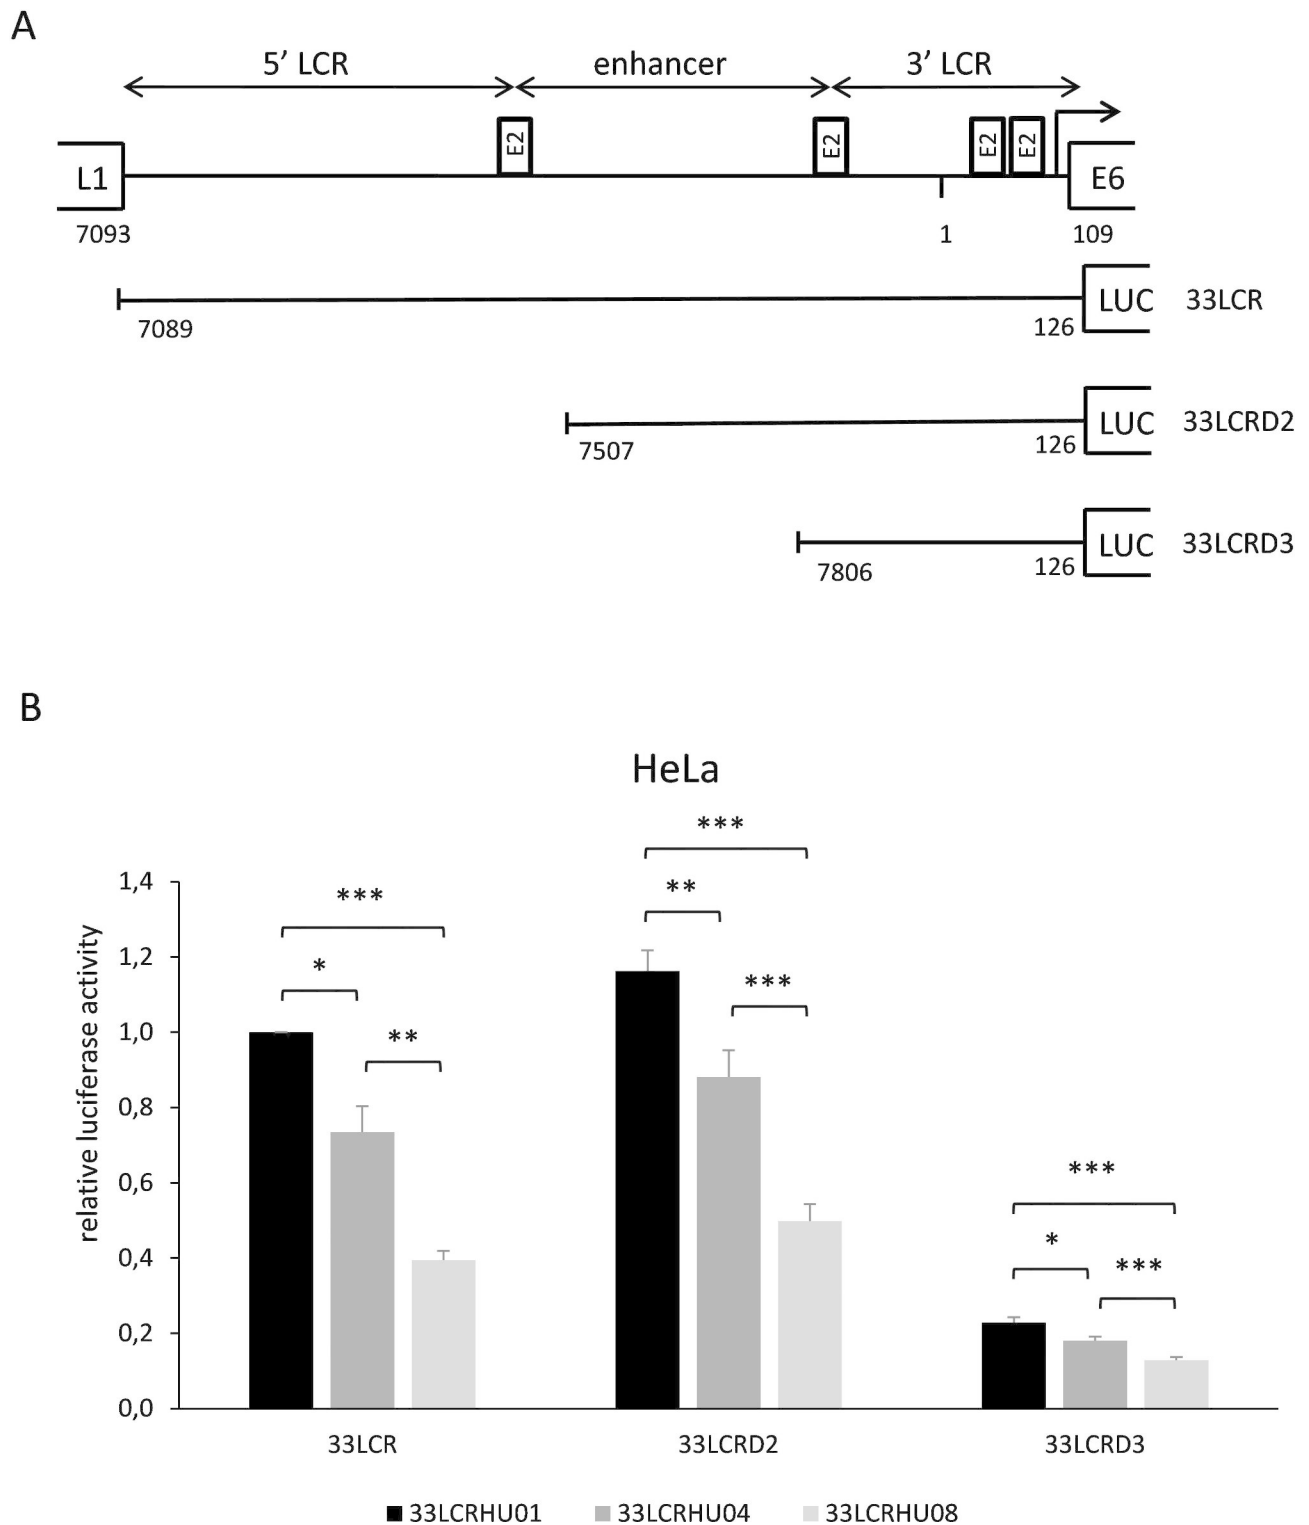 A
5’ LCR enhancer 3’ LCR
E2 E2 E2 E2
L1 E6
7093 1 109
LUC 33LCR
7089 126
LUC 33LCRD2
7507 126
LUC 33LCRD3
7806 126
B
HeLa
***
1,4
***
**
1,2
*
***
1,0
**
0,8
***
0,6
*
0,4
***
0,2
0,0
relative luciferase activity
33LCR 33LCRD2 33LCRD3
33LCRHU01 33LCRHU04 33LCRHU08